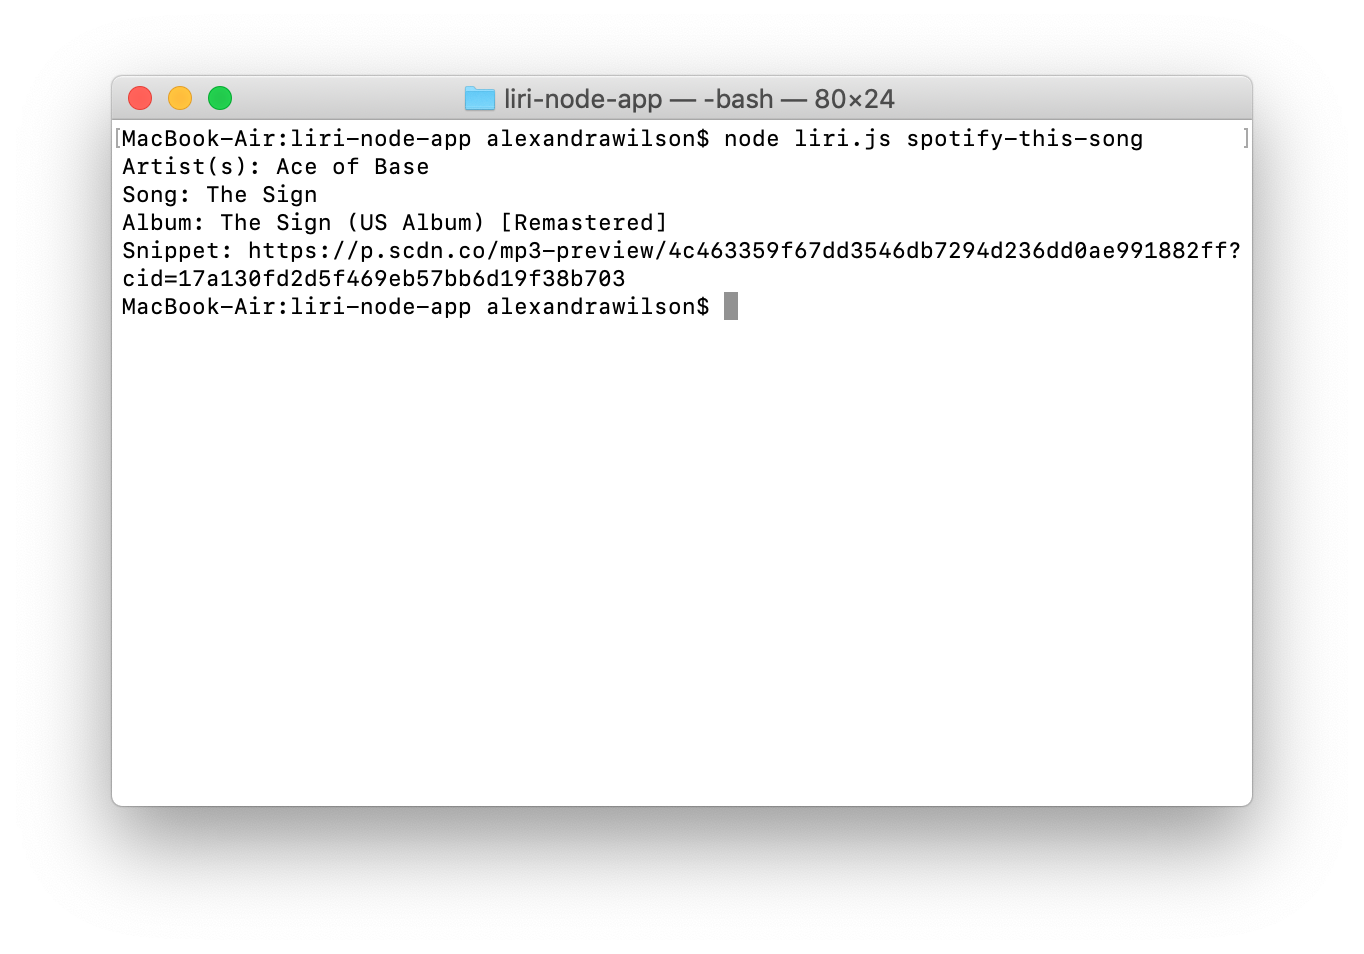 liri-node-app — -bash — 80×24
[MacBook-Air:liri-node-app alexandrawilson$ node liri.js spotify-this-song ]
Artist(s): Ace of Base
Song: The Sign
Album: The Sign (US Album) [Remastered]
Snippet: https://p.scdn.co/mp3-preview/4c463359f67dd3546db7294d236dd0ae991882ff?
cid=17a130fd2d5f469eb57bb6d19f38b703
MacBook-Air:liri-node-app alexandrawilson$